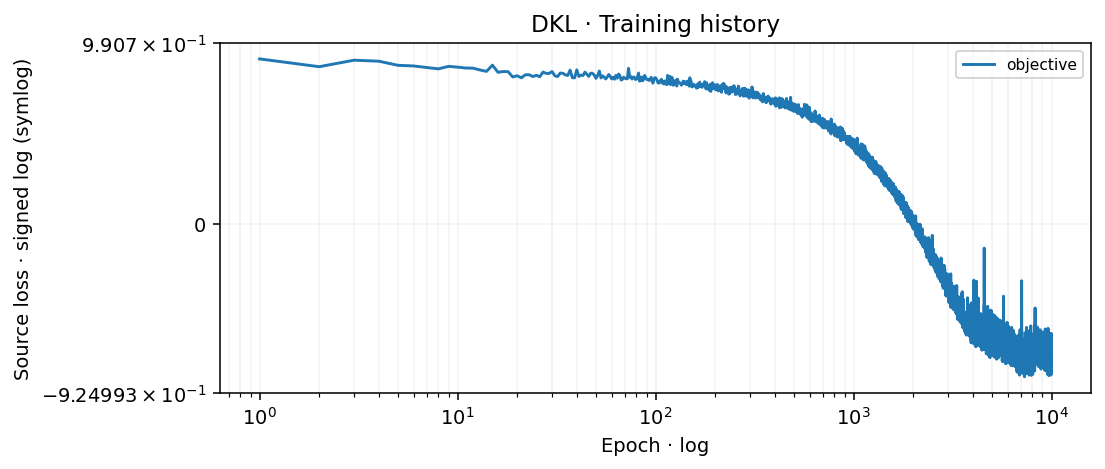 DKL · Training history
9.907 × 10⁻¹
0
−9.24993 × 10⁻¹
Source loss · signed log (symlog)
objective
10⁰ 10¹ 10² 10³ 10⁴
Epoch · log